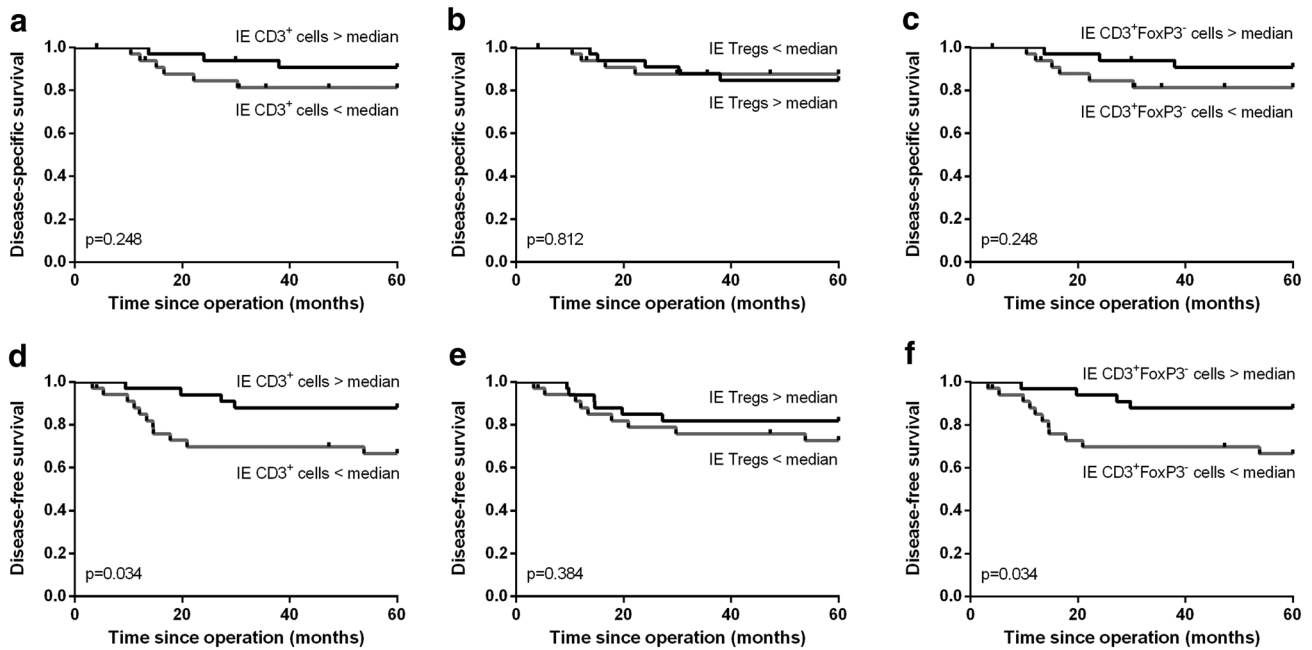 a
IE CD3⁺ cells > median
1.0
0.8
0.6
0.4
0.2
0.0
Disease-specific survival
IE CD3⁺ cells < median
p=0.248
0 20 40 60
Time since operation (months)
b
IE Tregs < median
1.0
0.8
0.6
0.4
0.2
0.0
Disease-specific survival
IE Tregs > median
p=0.812
0 20 40 60
Time since operation (months)
c
IE CD3⁺FoxP3⁻ cells > median
1.0
0.8
0.6
0.4
0.2
0.0
Disease-specific survival
IE CD3⁺FoxP3⁻ cells < median
p=0.248
0 20 40 60
Time since operation (months)
d
IE CD3⁺ cells > median
1.0
0.8
0.6
0.4
0.2
0.0
Disease-free survival
IE CD3⁺ cells < median
p=0.034
0 20 40 60
Time since operation (months)
e
IE Tregs > median
1.0
0.8
0.6
0.4
0.2
0.0
Disease-free survival
IE Tregs < median
p=0.384
0 20 40 60
Time since operation (months)
f
IE CD3⁺FoxP3⁻ cells > median
1.0
0.8
0.6
0.4
0.2
0.0
Disease-free survival
IE CD3⁺FoxP3⁻ cells < median
p=0.034
0 20 40 60
Time since operation (months)